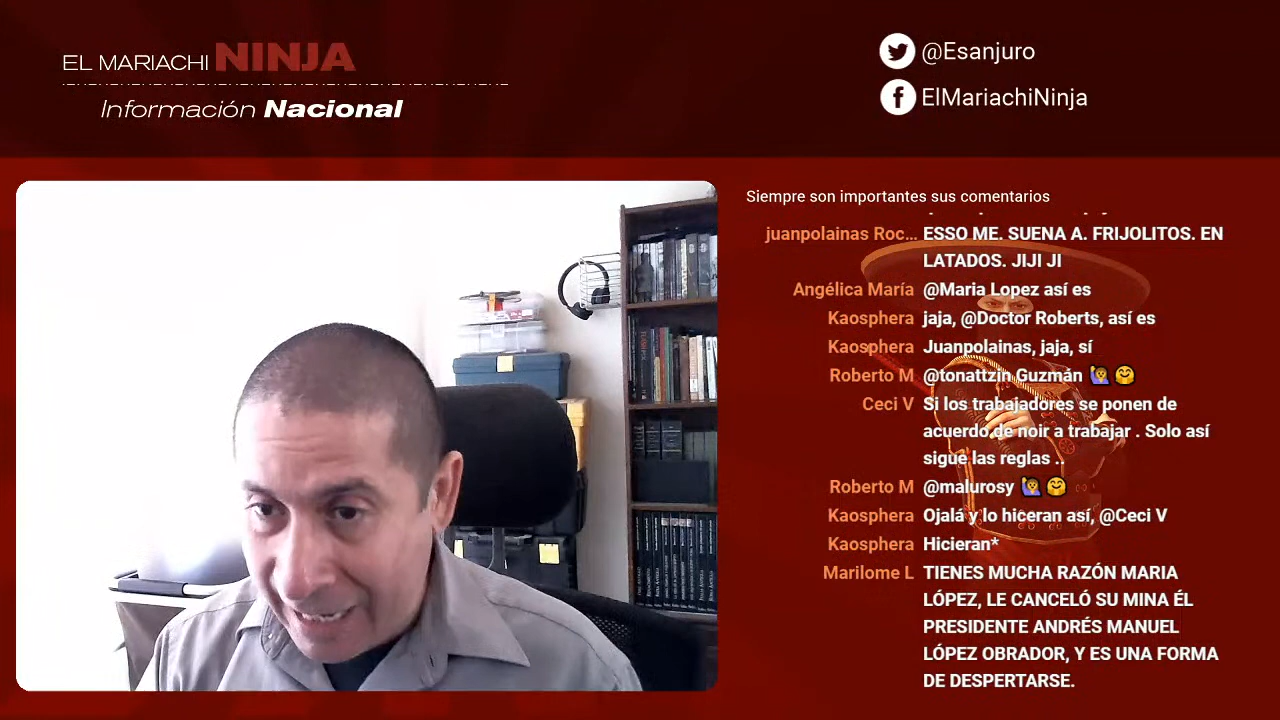 EL MARIACHI NINJA
Información Nacional
@Esanjuro
ElMariachiNinja
Siempre son importantes sus comentarios
juanpolainas Roc... ESSO ME. SUENA A. FRIJOLITOS. EN
LATADOS. JIJI JI
Angélica María @Maria Lopez así es
Kaosphera jaja, @Doctor Roberts, así es
Kaosphera Juanpolainas, jaja, sí
Roberto M @tonattzin Guzmán 🙋🤗
Ceci V Si los trabajadores se ponen de
acuerdo de noir a trabajar . Solo así
sigue las reglas ..
Roberto M @malurosy 🙋🤗
Kaosphera Ojalá y lo hiceran así, @Ceci V
Kaosphera Hicieran*
Marilome L TIENES MUCHA RAZÓN MARIA
LÓPEZ, LE CANCELÓ SU MINA ÉL
PRESIDENTE ANDRÉS MANUEL
LÓPEZ OBRADOR, Y ES UNA FORMA
DE DESPERTARSE.